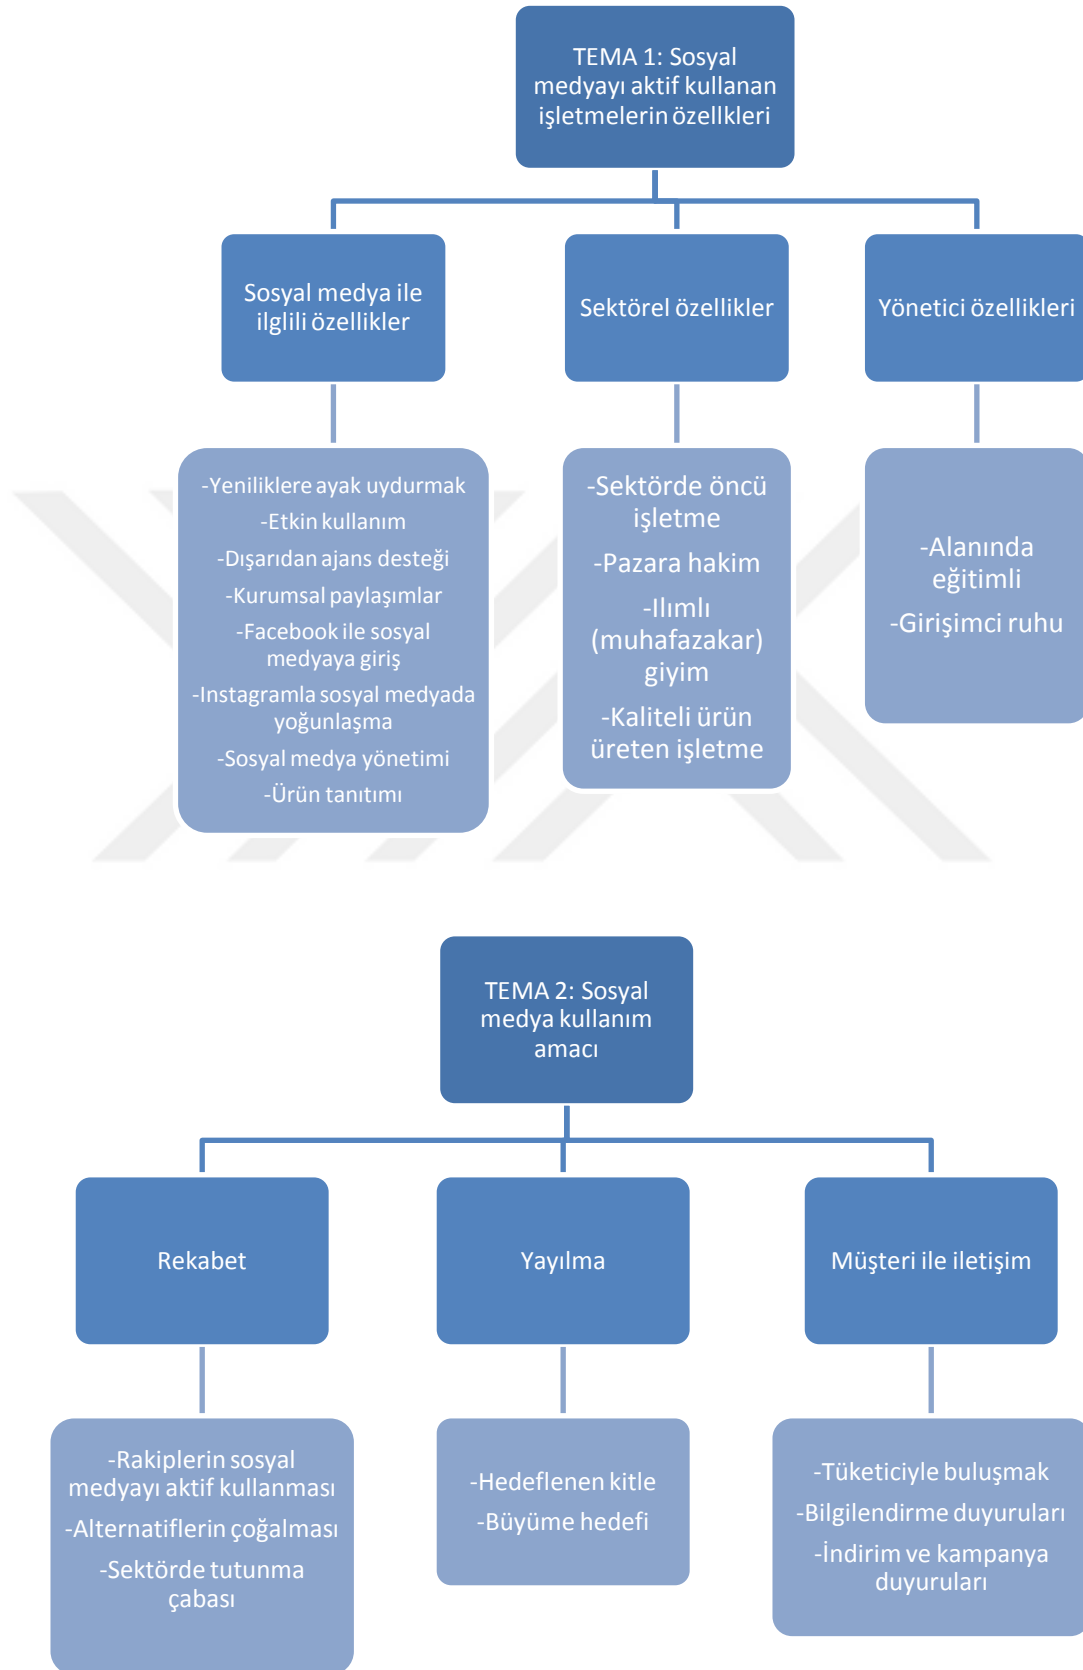 TEMA 1: Sosyal
medyayı aktif kullanan
işletmelerin özellkleri
Sosyal medya ile
ilglili özellikler
Sektörel özellikler
Yönetici özellikleri
-Yeniliklere ayak uydurmak
-Etkin kullanım
-Dışarıdan ajans desteği
-Kurumsal paylaşımlar
-Facebook ile sosyal
medyaya giriş
-Instagramla sosyal medyada
yoğunlaşma
-Sosyal medya yönetimi
-Ürün tanıtımı
-Sektörde öncü
işletme
-Pazara hakim
-Ilımlı
(muhafazakar)
giyim
-Kaliteli ürün
üreten işletme
-Alanında
eğitimli
-Girişimci ruhu
TEMA 2: Sosyal
medya kullanım
amacı
Rekabet
Yayılma
Müşteri ile iletişim
-Rakiplerin sosyal
medyayı aktif kullanması
-Alternatiflerin çoğalması
-Sektörde tutunma
çabası
-Hedeflenen kitle
-Büyüme hedefi
-Tüketiciyle buluşmak
-Bilgilendirme duyuruları
-İndirim ve kampanya
duyuruları